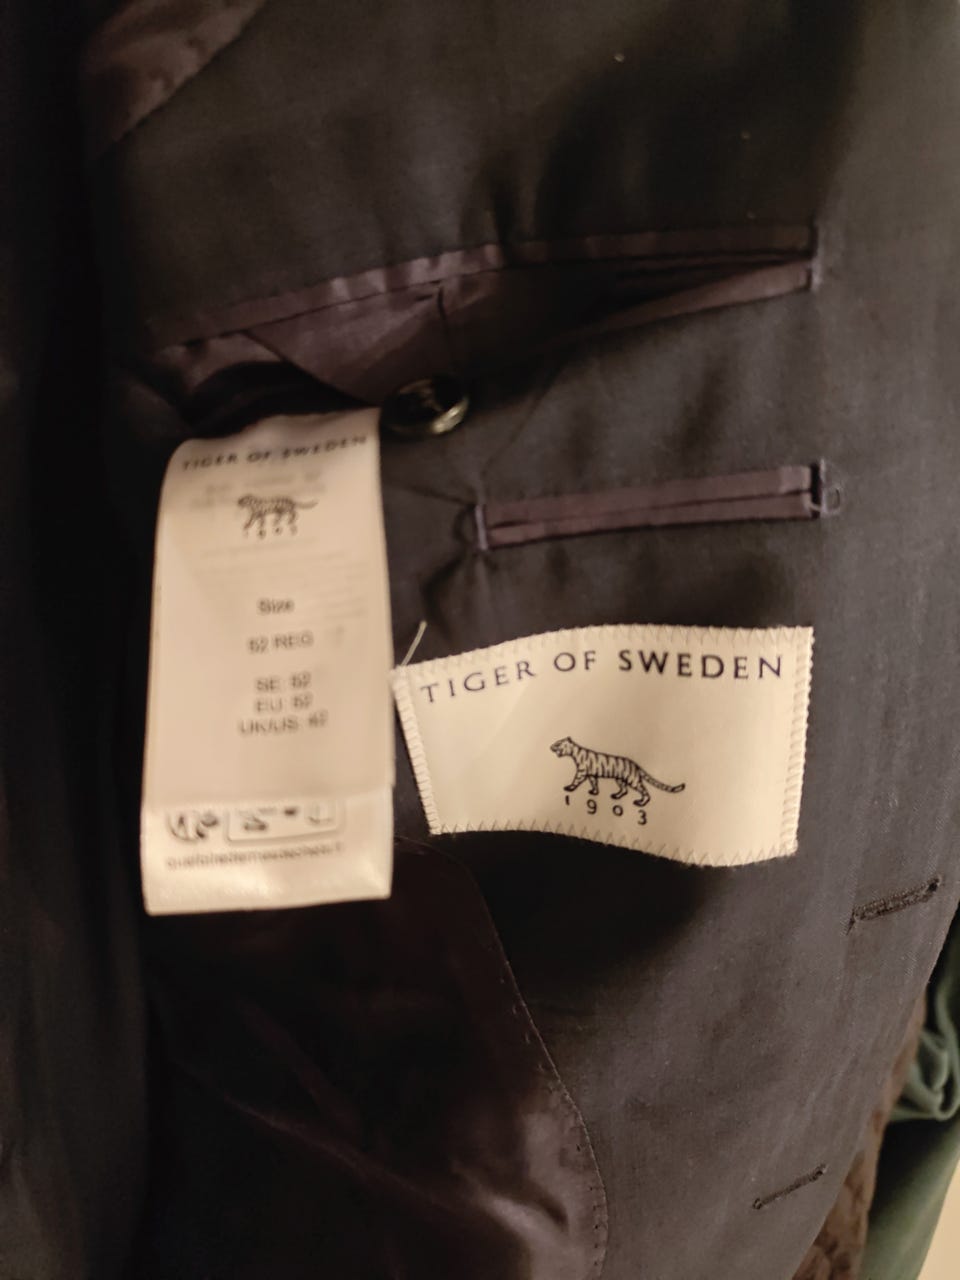 TIGER OF SWEDEN
1903
Size
52 REG
SE: 52
EU: 52
UK/US: 42
TIGER OF SWEDEN
1903